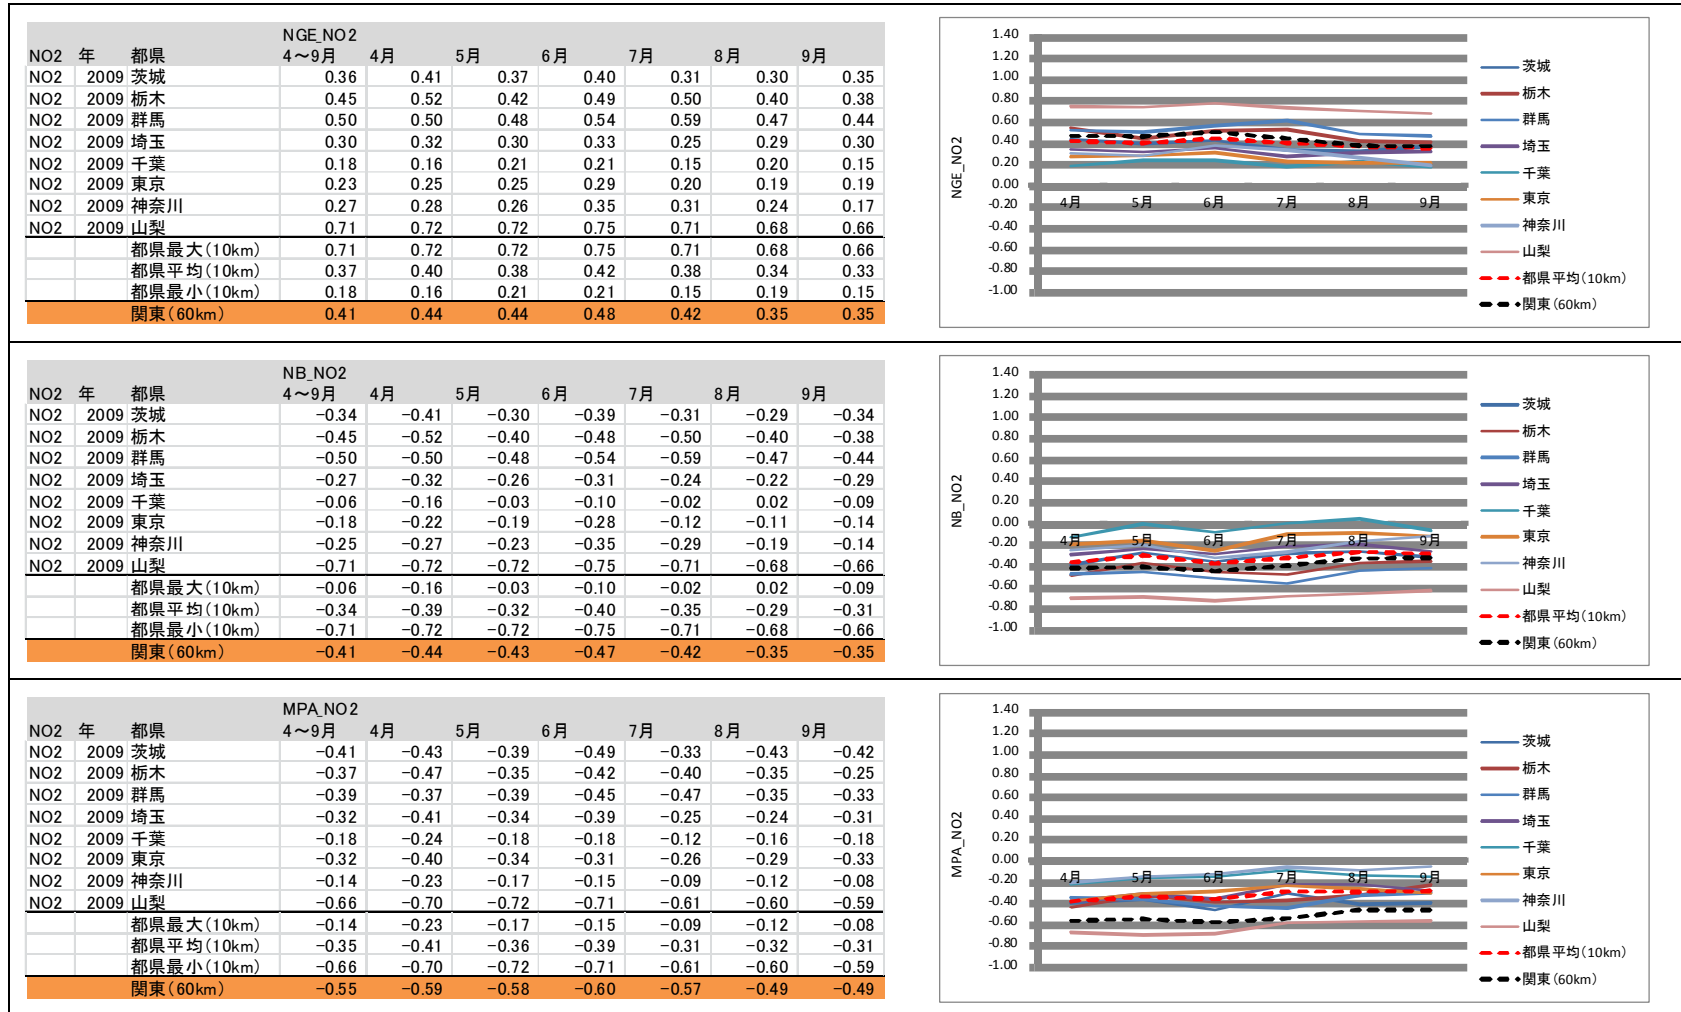 NGE_NO2
NO2 年 都県 4～9月 4月 5月 6月 7月 8月 9月
NO2 2009 茨城 0.36 0.41 0.37 0.40 0.31 0.30 0.35
NO2 2009 栃木 0.45 0.52 0.42 0.49 0.50 0.40 0.38
NO2 2009 群馬 0.50 0.50 0.48 0.54 0.59 0.47 0.44
NO2 2009 埼玉 0.30 0.32 0.30 0.33 0.25 0.29 0.30
NO2 2009 千葉 0.18 0.16 0.21 0.21 0.15 0.20 0.15
NO2 2009 東京 0.23 0.25 0.25 0.29 0.20 0.19 0.19
NO2 2009 神奈川 0.27 0.28 0.26 0.35 0.31 0.24 0.17
NO2 2009 山梨 0.71 0.72 0.72 0.75 0.71 0.68 0.66
都県最大(10km) 0.71 0.72 0.72 0.75 0.71 0.68 0.66
都県平均(10km) 0.37 0.40 0.38 0.42 0.38 0.34 0.33
都県最小(10km) 0.18 0.16 0.21 0.21 0.15 0.19 0.15
関東(60km) 0.41 0.44 0.44 0.48 0.42 0.35 0.35
NGE_NO2
1.40
1.20
1.00
0.80
0.60
0.40
0.20
0.00
-0.20
-0.40
-0.60
-0.80
-1.00
4月 5月 6月 7月 8月 9月
茨城
栃木
群馬
埼玉
千葉
東京
神奈川
山梨
都県平均(10km)
関東(60km)
NB_NO2
NO2 年 都県 4～9月 4月 5月 6月 7月 8月 9月
NO2 2009 茨城 −0.34 −0.41 −0.30 −0.39 −0.31 −0.29 −0.34
NO2 2009 栃木 −0.45 −0.52 −0.40 −0.48 −0.50 −0.40 −0.38
NO2 2009 群馬 −0.50 −0.50 −0.48 −0.54 −0.59 −0.47 −0.44
NO2 2009 埼玉 −0.27 −0.32 −0.26 −0.31 −0.24 −0.22 −0.29
NO2 2009 千葉 −0.06 −0.16 −0.03 −0.10 −0.02 0.02 −0.09
NO2 2009 東京 −0.18 −0.22 −0.19 −0.28 −0.12 −0.11 −0.14
NO2 2009 神奈川 −0.25 −0.27 −0.23 −0.35 −0.29 −0.19 −0.14
NO2 2009 山梨 −0.71 −0.72 −0.72 −0.75 −0.71 −0.68 −0.66
都県最大(10km) −0.06 −0.16 −0.03 −0.10 −0.02 0.02 −0.09
都県平均(10km) −0.34 −0.39 −0.32 −0.40 −0.35 −0.29 −0.31
都県最小(10km) −0.71 −0.72 −0.72 −0.75 −0.71 −0.68 −0.66
関東(60km) −0.41 −0.44 −0.43 −0.47 −0.42 −0.35 −0.35
NB_NO2
1.40
1.20
1.00
0.80
0.60
0.40
0.20
0.00
-0.20
-0.40
-0.60
-0.80
-1.00
4月 5月 6月 7月 8月 9月
茨城
栃木
群馬
埼玉
千葉
東京
神奈川
山梨
都県平均(10km)
関東(60km)
MPA_NO2
NO2 年 都県 4～9月 4月 5月 6月 7月 8月 9月
NO2 2009 茨城 −0.41 −0.43 −0.39 −0.49 −0.33 −0.43 −0.42
NO2 2009 栃木 −0.37 −0.47 −0.35 −0.42 −0.40 −0.35 −0.25
NO2 2009 群馬 −0.39 −0.37 −0.39 −0.45 −0.47 −0.35 −0.33
NO2 2009 埼玉 −0.32 −0.41 −0.34 −0.39 −0.25 −0.24 −0.31
NO2 2009 千葉 −0.18 −0.24 −0.18 −0.18 −0.12 −0.16 −0.18
NO2 2009 東京 −0.32 −0.40 −0.34 −0.31 −0.26 −0.29 −0.33
NO2 2009 神奈川 −0.14 −0.23 −0.17 −0.15 −0.09 −0.12 −0.08
NO2 2009 山梨 −0.66 −0.70 −0.72 −0.71 −0.61 −0.60 −0.59
都県最大(10km) −0.14 −0.23 −0.17 −0.15 −0.09 −0.12 −0.08
都県平均(10km) −0.35 −0.41 −0.36 −0.39 −0.31 −0.32 −0.31
都県最小(10km) −0.66 −0.70 −0.72 −0.71 −0.61 −0.60 −0.59
関東(60km) −0.55 −0.59 −0.58 −0.60 −0.57 −0.49 −0.49
MPA_NO2
1.40
1.20
1.00
0.80
0.60
0.40
0.20
0.00
-0.20
-0.40
-0.60
-0.80
-1.00
4月 5月 6月 7月 8月 9月
茨城
栃木
群馬
埼玉
千葉
東京
神奈川
山梨
都県平均(10km)
関東(60km)